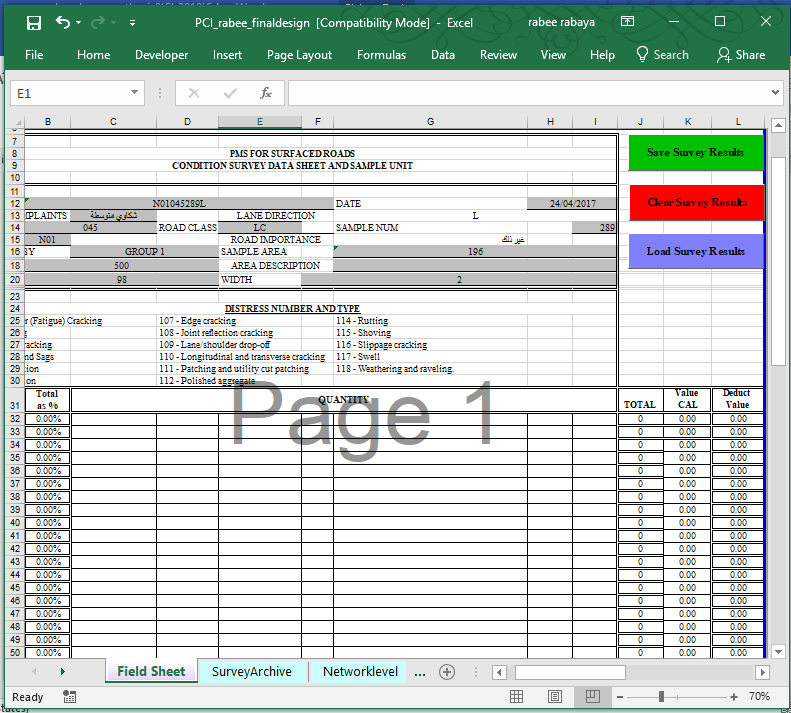 PCI_rabee_finaldesign [Compatibility Mode] - Excel rabee rabaya
File Home Developer Insert Page Layout Formulas Data Review View Help Search Share
E1 fx
B C D E F G H I J K L
7
8 PMS FOR SURFACED ROADS Save Survey Results
9 CONDITION SURVEY DATA SHEET AND SAMPLE UNIT
10
11
12 N01045289L DATE 24/04/2017 Clear Survey Results
13 PLAINTS شكاوي متوسطة LANE DIRECTION L
14 045 ROAD CLASS LC SAMPLE NUM 289
15 N01 ROAD IMPORTANCE غير ذلك
16 BY GROUP 1 SAMPLE AREA 196 Load Survey Results
18 500 AREA DESCRIPTION
20 98 WIDTH 2
23
24 DISTRESS NUMBER AND TYPE
25 r (Fatigue) Cracking 107 - Edge cracking 114 - Rutting
26 108 - Joint reflection cracking 115 - Shoving
27 acking 109 - Lane/shoulder drop-off 116 - Slippage cracking
28 nd Sags 110 - Longitudinal and transverse cracking 117 - Swell
29 ion 111 - Patching and utility cut patching 118 - Weathering and raveling.
30 on 112 - Polished aggregate
31 Total as % QUANTITY TOTAL Value CAL Deduct Value
Page 1
32 0.00% 0 0.00 0.00
33 0.00% 0 0.00 0.00
34 0.00% 0 0.00 0.00
35 0.00% 0 0.00 0.00
36 0.00% 0 0.00 0.00
37 0.00% 0 0.00 0.00
38 0.00% 0 0.00 0.00
39 0.00% 0 0.00 0.00
40 0.00% 0 0.00 0.00
41 0.00% 0 0.00 0.00
42 0.00% 0 0.00 0.00
43 0.00% 0 0.00 0.00
44 0.00% 0 0.00 0.00
45 0.00% 0 0.00 0.00
46 0.00% 0 0.00 0.00
47 0.00% 0 0.00 0.00
48 0.00% 0 0.00 0.00
49 0.00% 0 0.00 0.00
50 0.00% 0 0.00 0.00
Field Sheet SurveyArchive Networklevel ...
Ready 70%